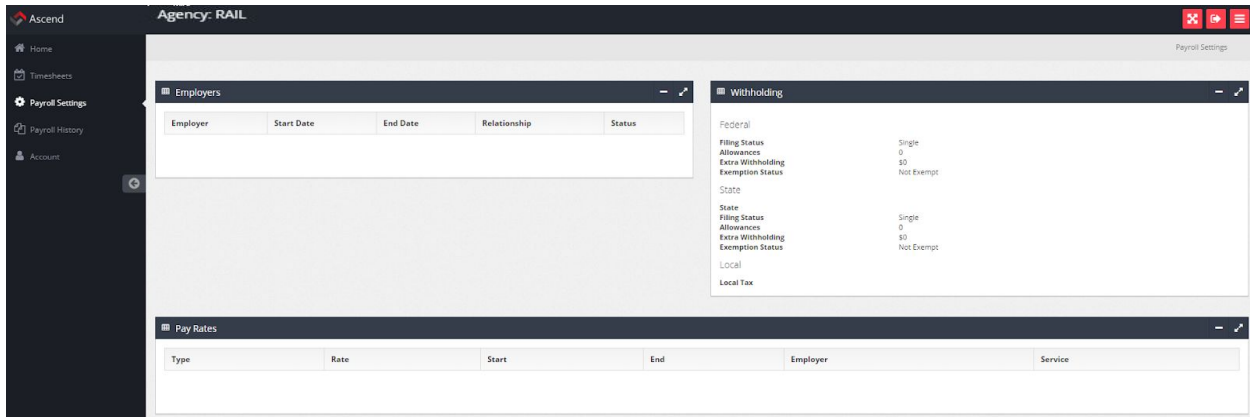 Ascend
Agency: RAIL
Home
Payroll Settings
Timesheets
Payroll Settings
Payroll History
Account
Employers
Employer Start Date End Date Relationship Status
Withholding
Federal
Filing Status Single
Allowances 0
Extra Withholding $0
Exemption Status Not Exempt
State
State
Filing Status Single
Allowances 0
Extra Withholding $0
Exemption Status Not Exempt
Local
Local Tax
Pay Rates
Type Rate Start End Employer Service